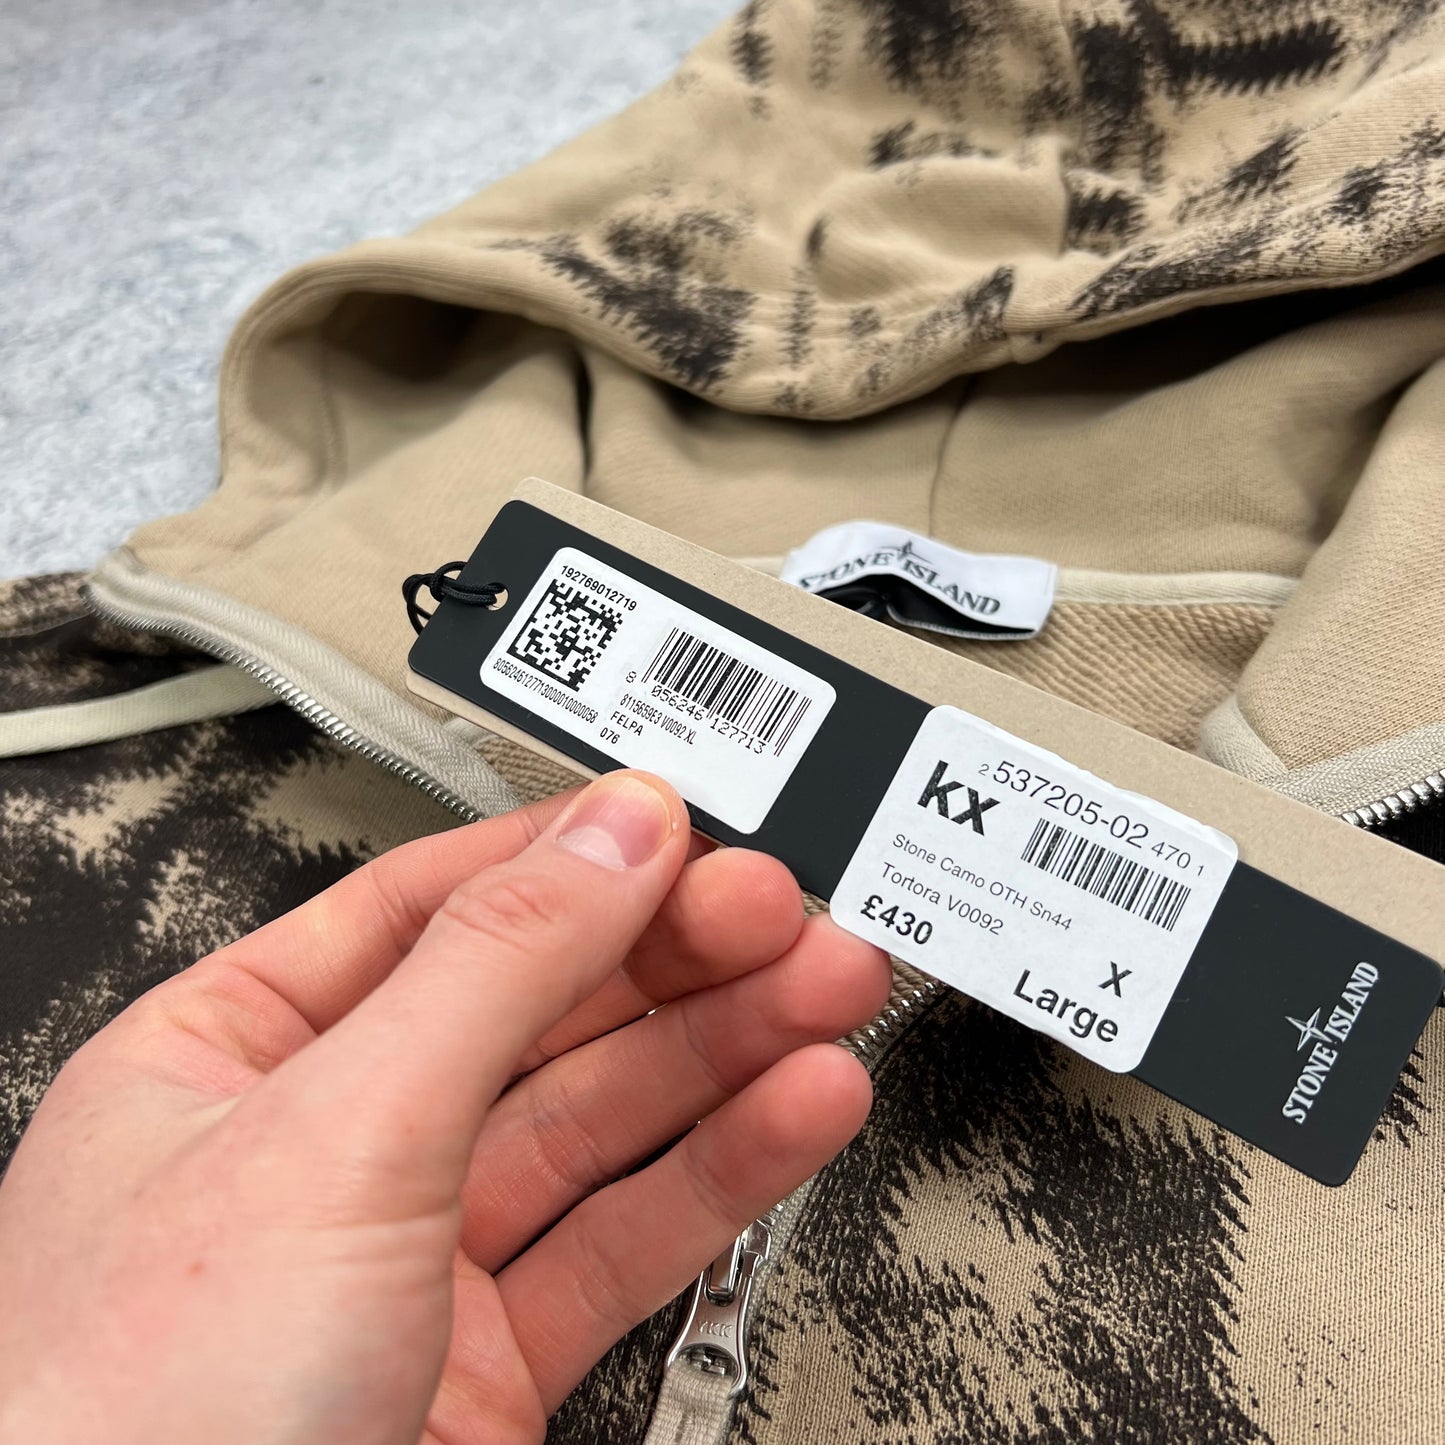 STONE ISLAND
192769012719
805624612771300001000058
8 056246 127713
8115659E3 V0092 XL
FELPA
076
kx
2 537205-02 470 1
Stone Camo OTH Sn44
Tortora V0092
£430
X
Large
STONE ISLAND